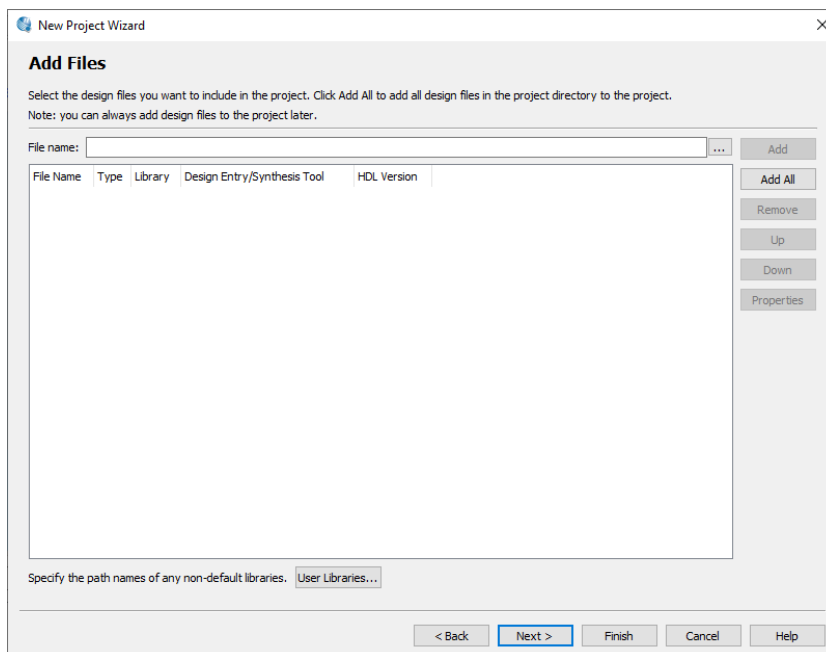 New Project Wizard
Add Files
Select the design files you want to include in the project. Click Add All to add all design files in the project directory to the project.
Note: you can always add design files to the project later.
File name: ... Add
File Name Type Library Design Entry/Synthesis Tool HDL Version
Add All
Remove
Up
Down
Properties
Specify the path names of any non-default libraries. User Libraries...
< Back Next > Finish Cancel Help